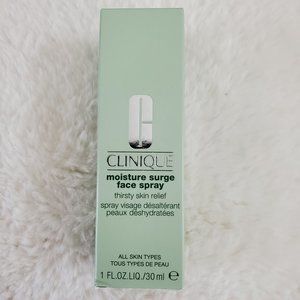 CLINIQUE
moisture surge
face spray
thirsty skin relief
spray visage désaltérant
peaux déshydratées
ALL SKIN TYPES
TOUS TYPES DE PEAU
1 FL.OZ.LIQ./30 ml ℮